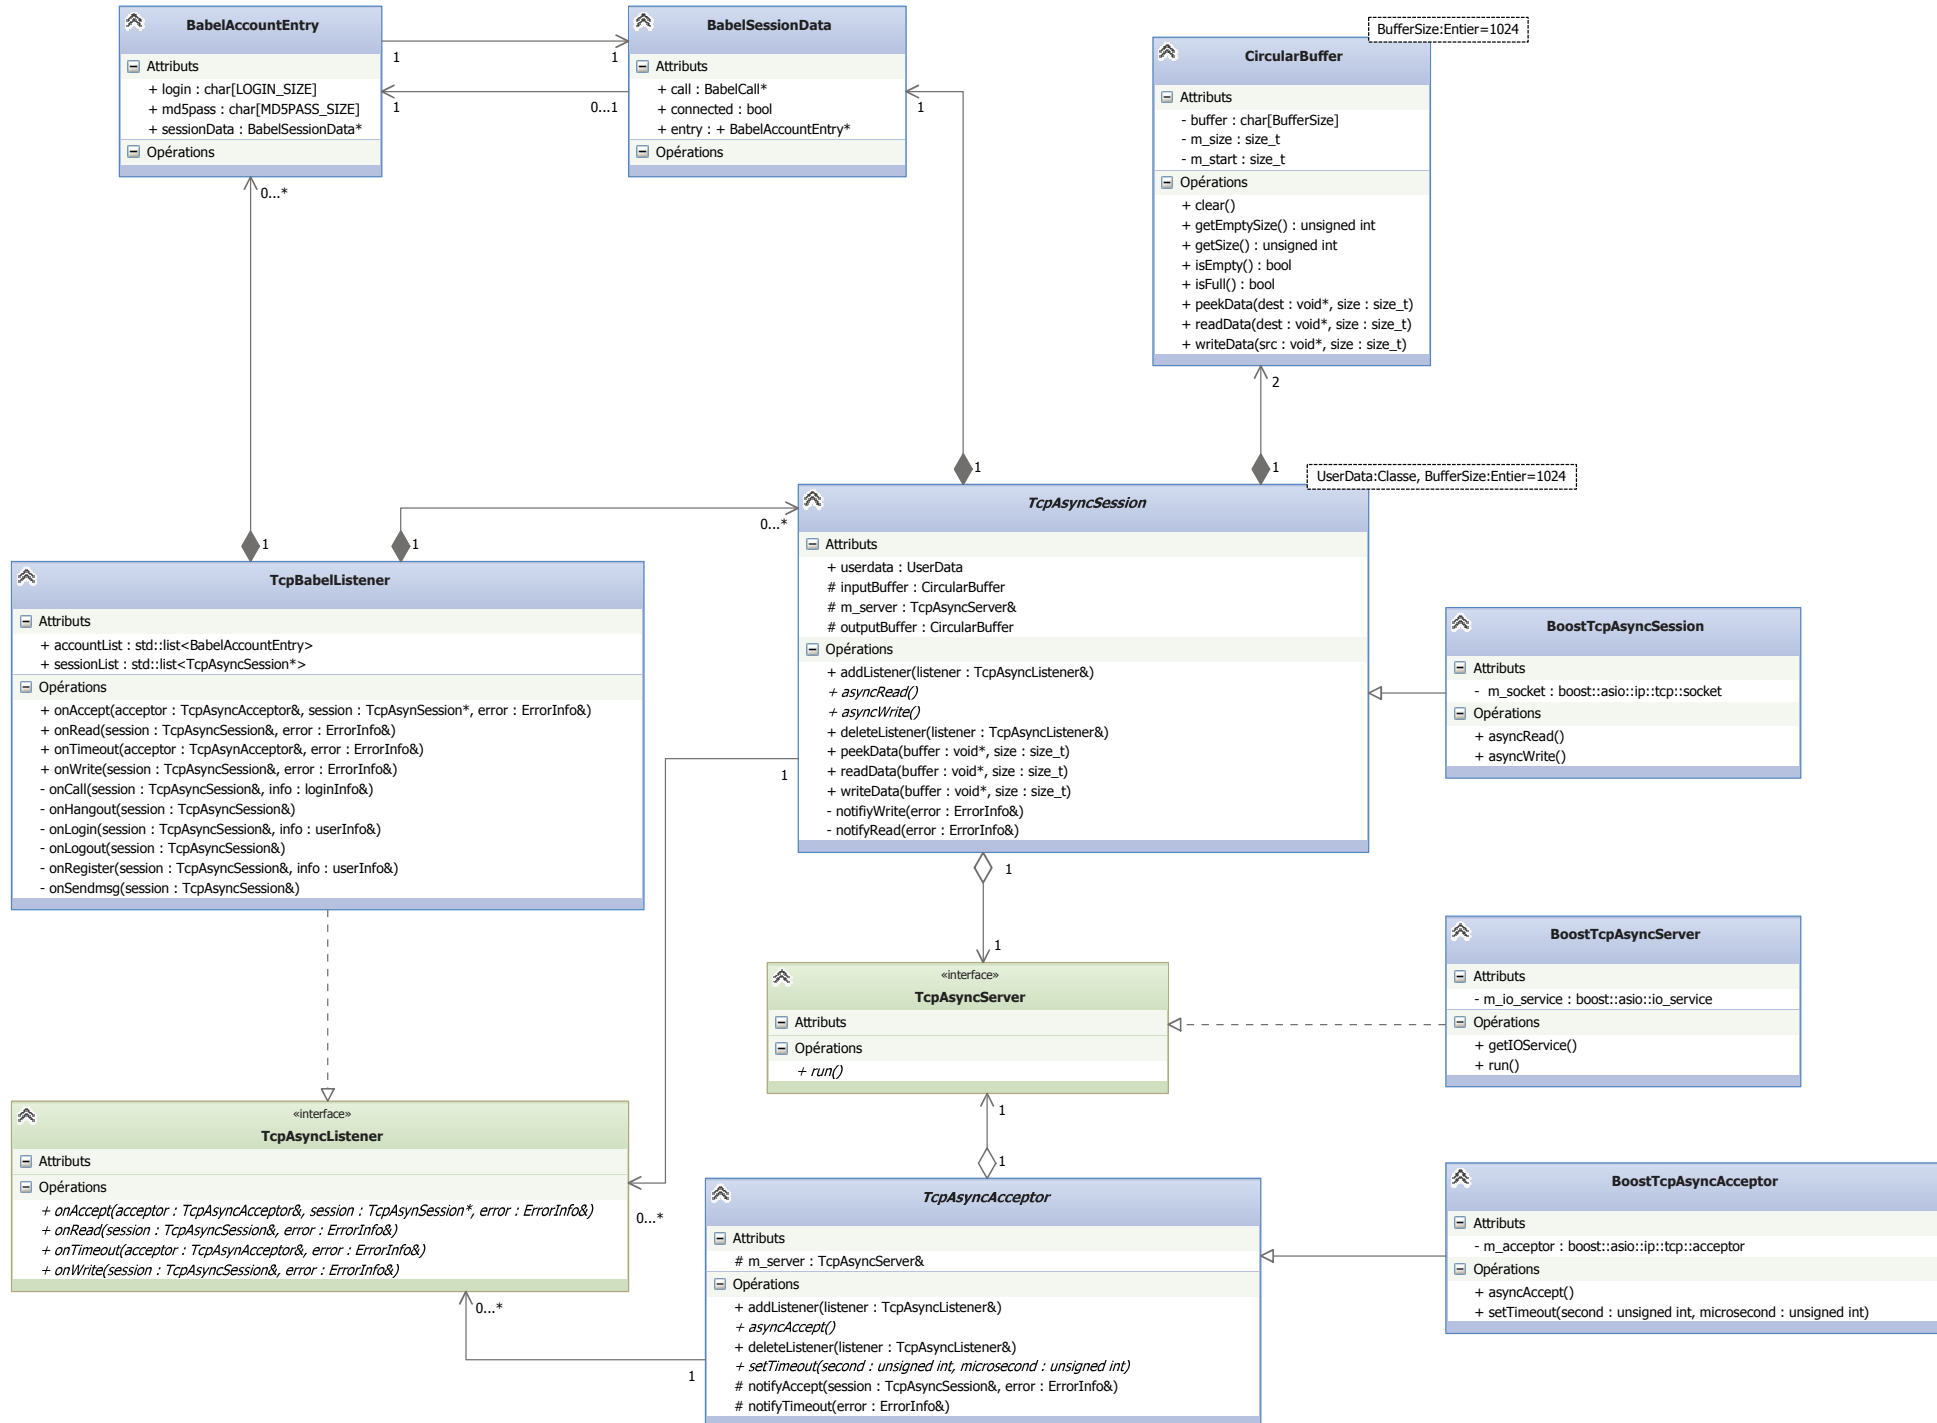 BabelAccountEntry
Attributs
+ login : char[LOGIN_SIZE]
+ md5pass : char[MD5PASS_SIZE]
+ sessionData : BabelSessionData*
Opérations
1
1
1
0...1
BabelSessionData
Attributs
+ call : BabelCall*
+ connected : bool
+ entry : + BabelAccountEntry*
Opérations
1
BufferSize:Entier=1024
CircularBuffer
Attributs
- buffer : char[BufferSize]
- m_size : size_t
- m_start : size_t
Opérations
+ clear()
+ getEmptySize() : unsigned int
+ getSize() : unsigned int
+ isEmpty() : bool
+ isFull() : bool
+ peekData(dest : void*, size : size_t)
+ readData(dest : void*, size : size_t)
+ writeData(src : void*, size : size_t)
0...*
2
1
1
UserData:Classe, BufferSize:Entier=1024
TcpAsyncSession
Attributs
+ userdata : UserData
# inputBuffer : CircularBuffer
# m_server : TcpAsyncServer&
# outputBuffer : CircularBuffer
Opérations
+ addListener(listener : TcpAsyncListener&)
+ asyncRead()
+ asyncWrite()
+ deleteListener(listener : TcpAsyncListener&)
+ peekData(buffer : void*, size : size_t)
+ readData(buffer : void*, size : size_t)
+ writeData(buffer : void*, size : size_t)
- notifiyWrite(error : ErrorInfo&)
- notifyRead(error : ErrorInfo&)
0...*
1
1
TcpBabelListener
Attributs
+ accountList : std::list<BabelAccountEntry>
+ sessionList : std::list<TcpAsyncSession*>
Opérations
+ onAccept(acceptor : TcpAsyncAcceptor&, session : TcpAsynSession*, error : ErrorInfo&)
+ onRead(session : TcpAsyncSession&, error : ErrorInfo&)
+ onTimeout(acceptor : TcpAsynAcceptor&, error : ErrorInfo&)
+ onWrite(session : TcpAsyncSession&, error : ErrorInfo&)
- onCall(session : TcpAsyncSession&, info : loginInfo&)
- onHangout(session : TcpAsyncSession&)
- onLogin(session : TcpAsyncSession&, info : userInfo&)
- onLogout(session : TcpAsyncSession&)
- onRegister(session : TcpAsyncSession&, info : userInfo&)
- onSendmsg(session : TcpAsyncSession&)
BoostTcpAsyncSession
Attributs
- m_socket : boost::asio::ip::tcp::socket
Opérations
+ asyncRead()
+ asyncWrite()
1
1
1
«interface»
TcpAsyncServer
Attributs
Opérations
+ run()
BoostTcpAsyncServer
Attributs
- m_io_service : boost::asio::io_service
Opérations
+ getIOService()
+ run()
1
1
«interface»
TcpAsyncListener
Attributs
Opérations
+ onAccept(acceptor : TcpAsyncAcceptor&, session : TcpAsynSession*, error : ErrorInfo&)
+ onRead(session : TcpAsyncSession&, error : ErrorInfo&)
+ onTimeout(acceptor : TcpAsynAcceptor&, error : ErrorInfo&)
+ onWrite(session : TcpAsyncSession&, error : ErrorInfo&)
0...*
0...*
1
TcpAsyncAcceptor
Attributs
# m_server : TcpAsyncServer&
Opérations
+ addListener(listener : TcpAsyncListener&)
+ asyncAccept()
+ deleteListener(listener : TcpAsyncListener&)
+ setTimeout(second : unsigned int, microsecond : unsigned int)
# notifyAccept(session : TcpAsyncSession&, error : ErrorInfo&)
# notifyTimeout(error : ErrorInfo&)
BoostTcpAsyncAcceptor
Attributs
- m_acceptor : boost::asio::ip::tcp::acceptor
Opérations
+ asyncAccept()
+ setTimeout(second : unsigned int, microsecond : unsigned int)